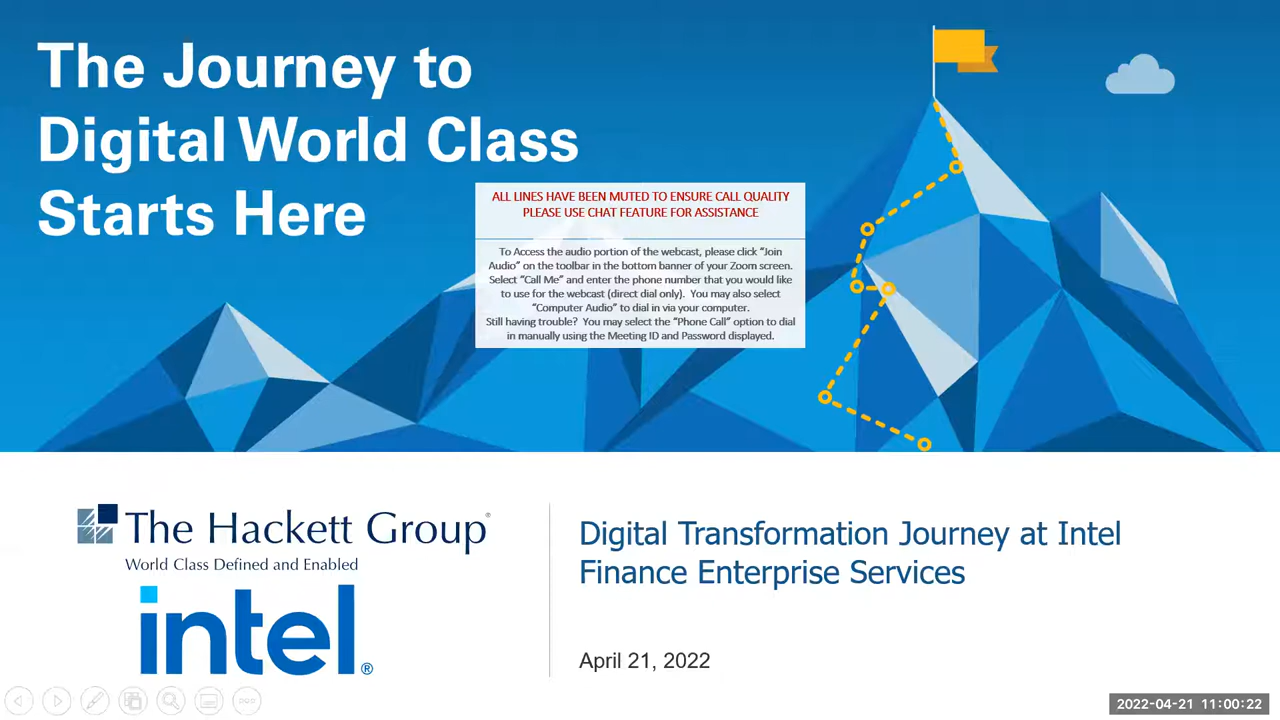 The Journey to
Digital World Class
Starts Here
ALL LINES HAVE BEEN MUTED TO ENSURE CALL QUALITY
PLEASE USE CHAT FEATURE FOR ASSISTANCE
To Access the audio portion of the webcast, please click “Join
Audio” on the toolbar in the bottom banner of your Zoom screen.
Select “Call Me” and enter the phone number that you would like
to use for the webcast (direct dial only). You may also select
“Computer Audio” to dial in via your computer.
Still having trouble? You may select the “Phone Call” option to dial
in manually using the Meeting ID and Password displayed.
The Hackett Group®
World Class Defined and Enabled
intel®
Digital Transformation Journey at Intel
Finance Enterprise Services
April 21, 2022
2022-04-21 11:00:22